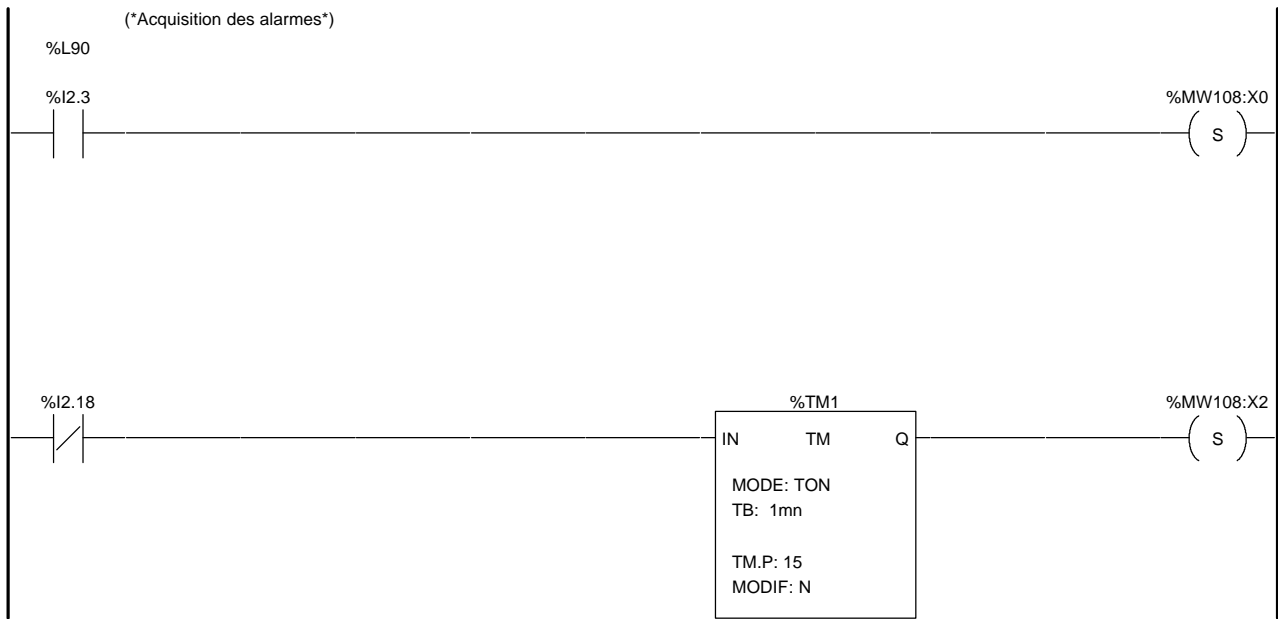 (*Acquisition des alarmes*)
%L90
%I2.3
%MW108:X0
S
%I2.18
%TM1
%MW108:X2
IN TM Q
S
MODE: TON
TB: 1mn
TM.P: 15
MODIF: N